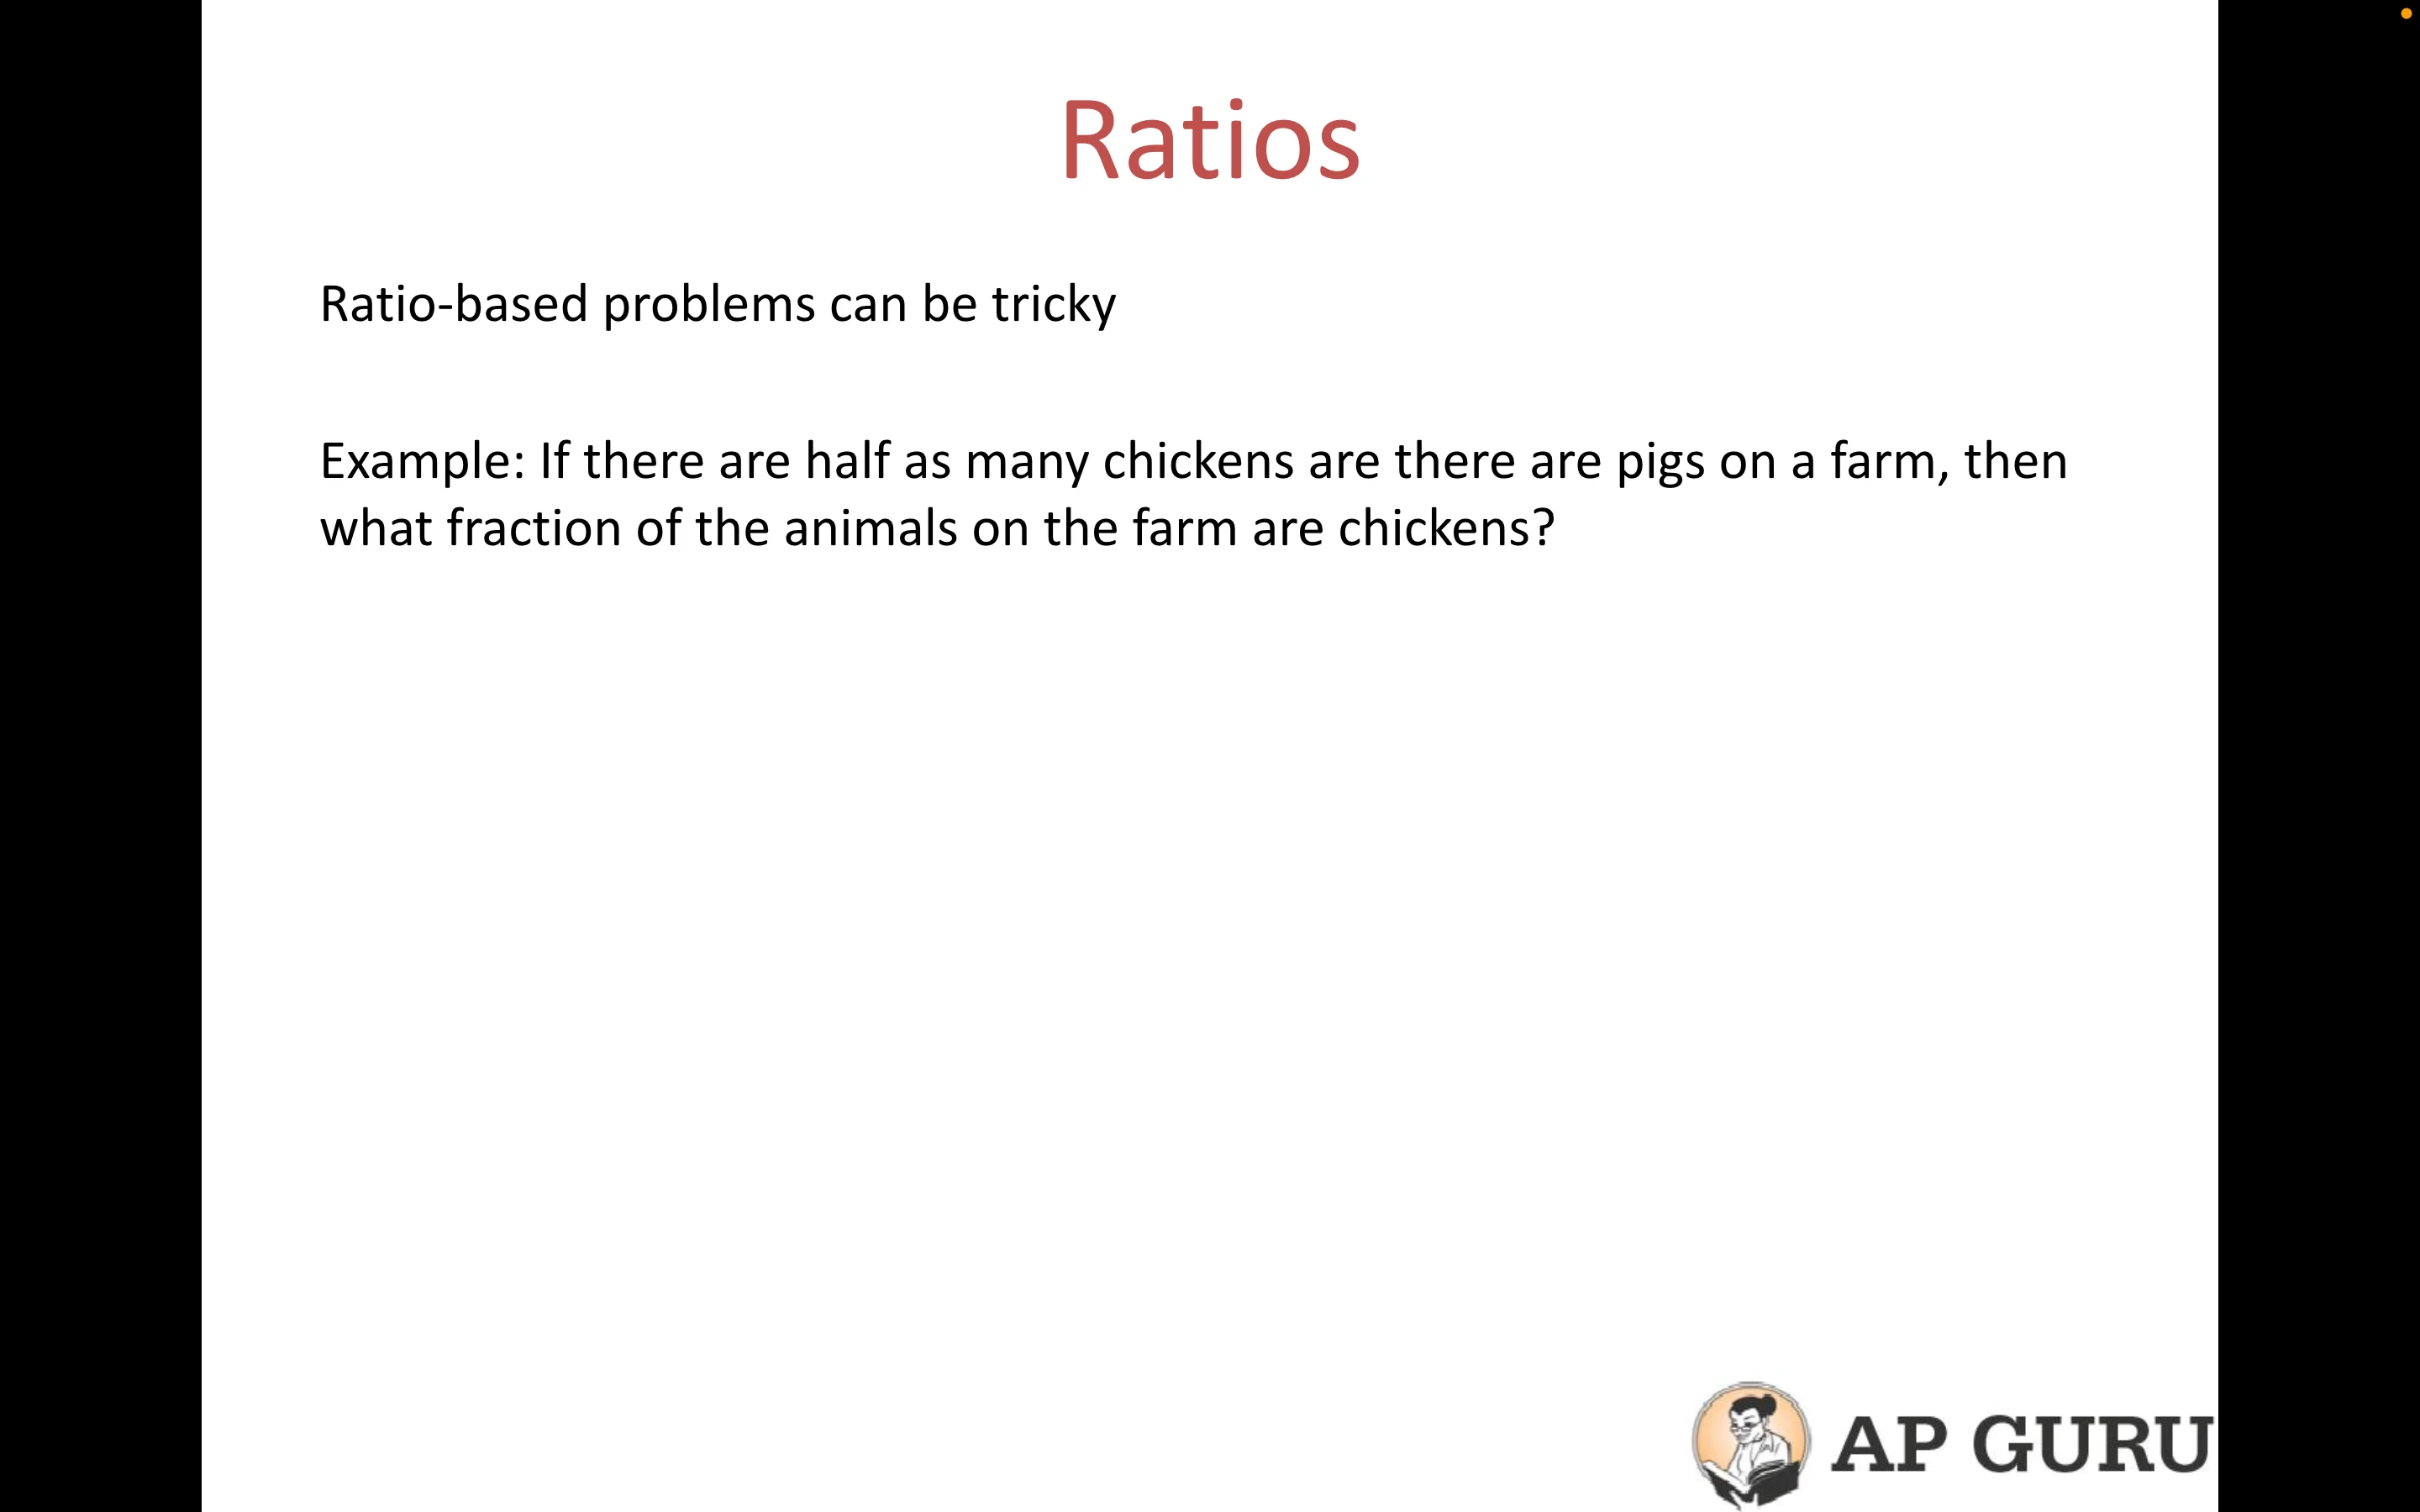 Ratios
Ratio-based problems can be tricky
Example: If there are half as many chickens are there are pigs on a farm, then
what fraction of the animals on the farm are chickens?
AP GURU